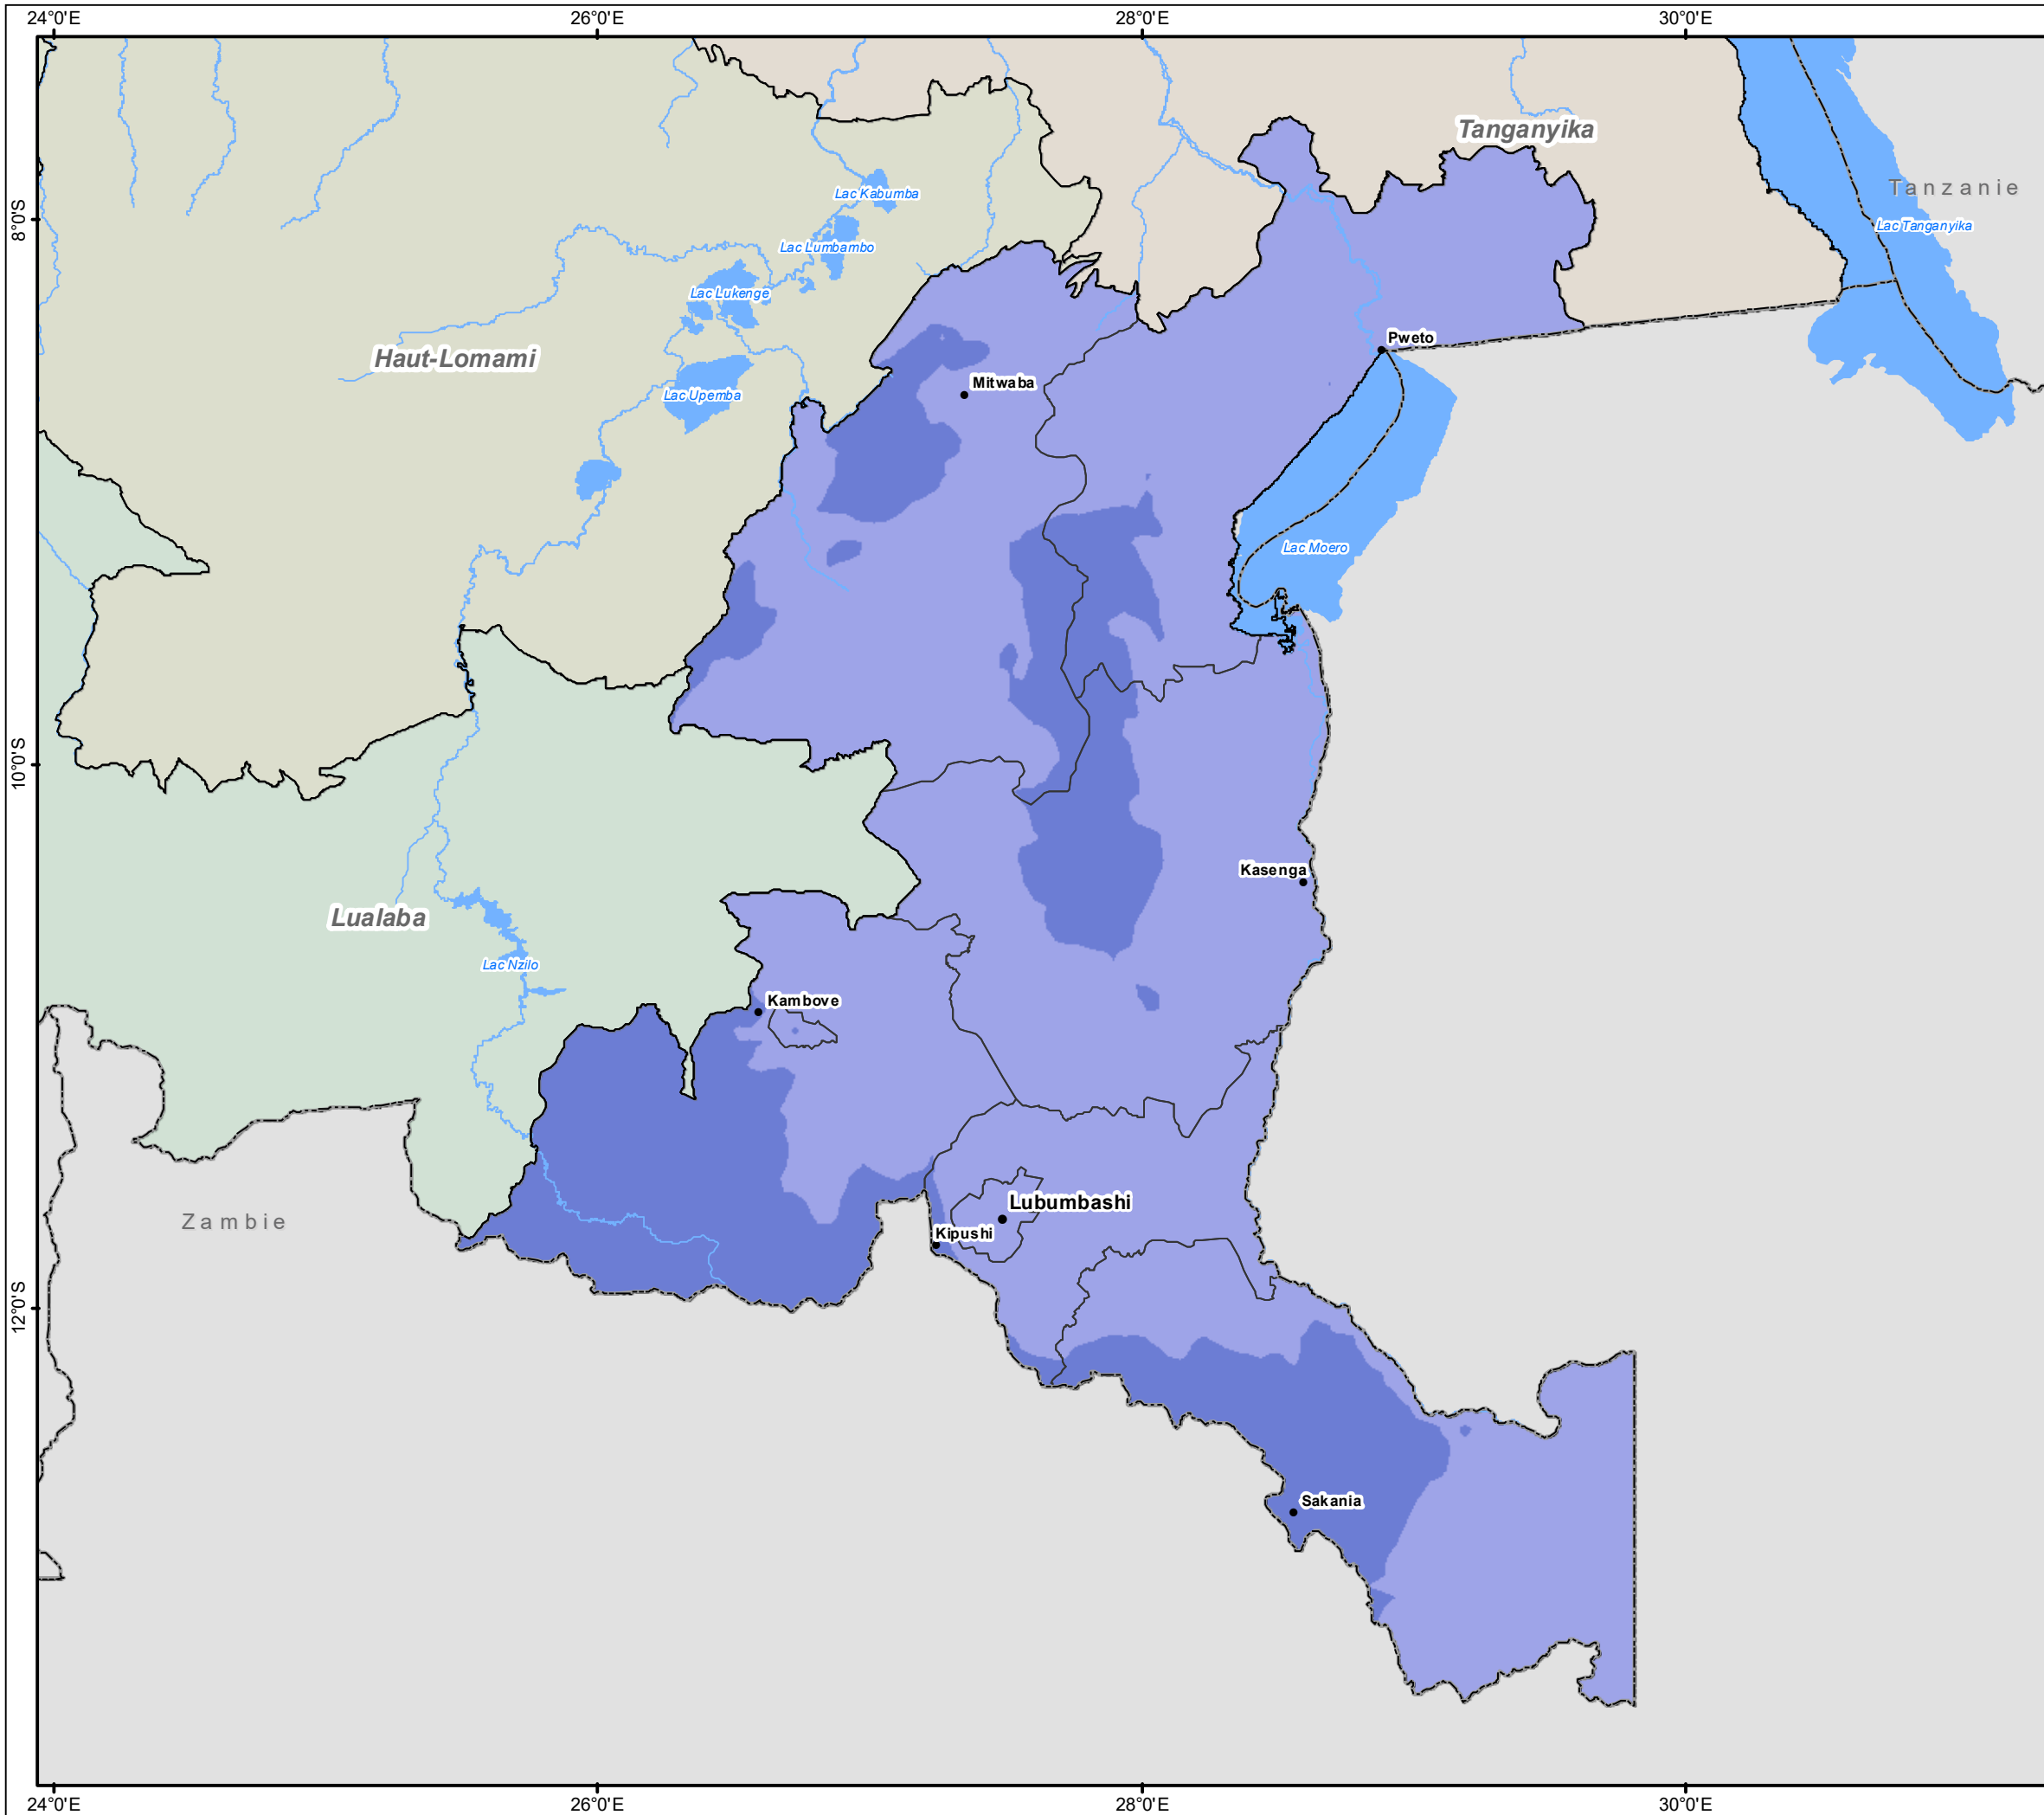 24°0'E
26°0'E
28°0'E
30°0'E
Tanganyika
Tanzanie
Lac Kabumba
8°0'S
Lac Tanganyika
Lac Lumbambo
Lac Lukenge
Pweto
Haut-Lomami
Mitwaba
Lac Upemba
Lac Moero
10°0'S
Kasenga
Lualaba
Lac Nzilo
Kambove
Lubumbashi
Zambie
Kipushi
12°0'S
Sakania
24°0'E
26°0'E
28°0'E
30°0'E